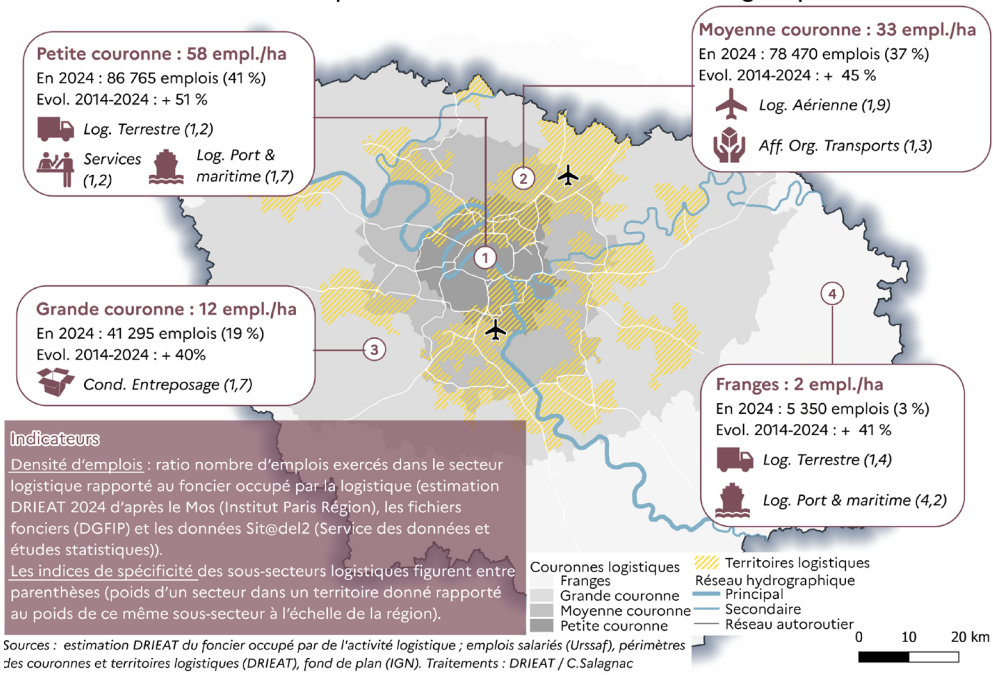 Petite couronne : 58 empl./ha
En 2024 : 86 765 emplois (41 %)
Evol. 2014-2024 : + 51 %
Log. Terrestre (1,2)
Services
(1,2)
Log. Port &
maritime (1,7)
Moyenne couronne : 33 empl./ha
En 2024 : 78 470 emplois (37 %)
Evol. 2014-2024 : + 45 %
Log. Aérienne (1,9)
Aff. Org. Transports (1,3)
2
1
4
3
Grande couronne : 12 empl./ha
En 2024 : 41 295 emplois (19 %)
Evol. 2014-2024 : + 40%
Cond. Entreposage (1,7)
Franges : 2 empl./ha
En 2024 : 5 350 emplois (3 %)
Evol. 2014-2024 : + 41 %
Log. Terrestre (1,4)
Log. Port & maritime (4,2)
Indicateurs
Densité d'emplois : ratio nombre d'emplois exercés dans le secteur
logistique rapporté au foncier occupé par la logistique (estimation
DRIEAT 2024 d'après le Mos (Institut Paris Région), les fichiers
fonciers (DGFIP) et les données Sit@del2 (Service des données et
études statistiques)).
Les indices de spécificité des sous-secteurs logistiques figurent entre
parenthèses (poids d'un secteur dans un territoire donné rapporté
au poids de ce même sous-secteur à l'échelle de la région).
Couronnes logistiques
Franges
Grande couronne
Moyenne couronne
Petite couronne
Territoires logistiques
Réseau hydrographique
Principal
Secondaire
Réseau autoroutier
0 10 20 km
Sources : estimation DRIEAT du foncier occupé par de l'activité logistique ; emplois salariés (Urssaf), périmètres
des couronnes et territoires logistiques (DRIEAT), fond de plan (IGN). Traitements : DRIEAT / C.Salagnac